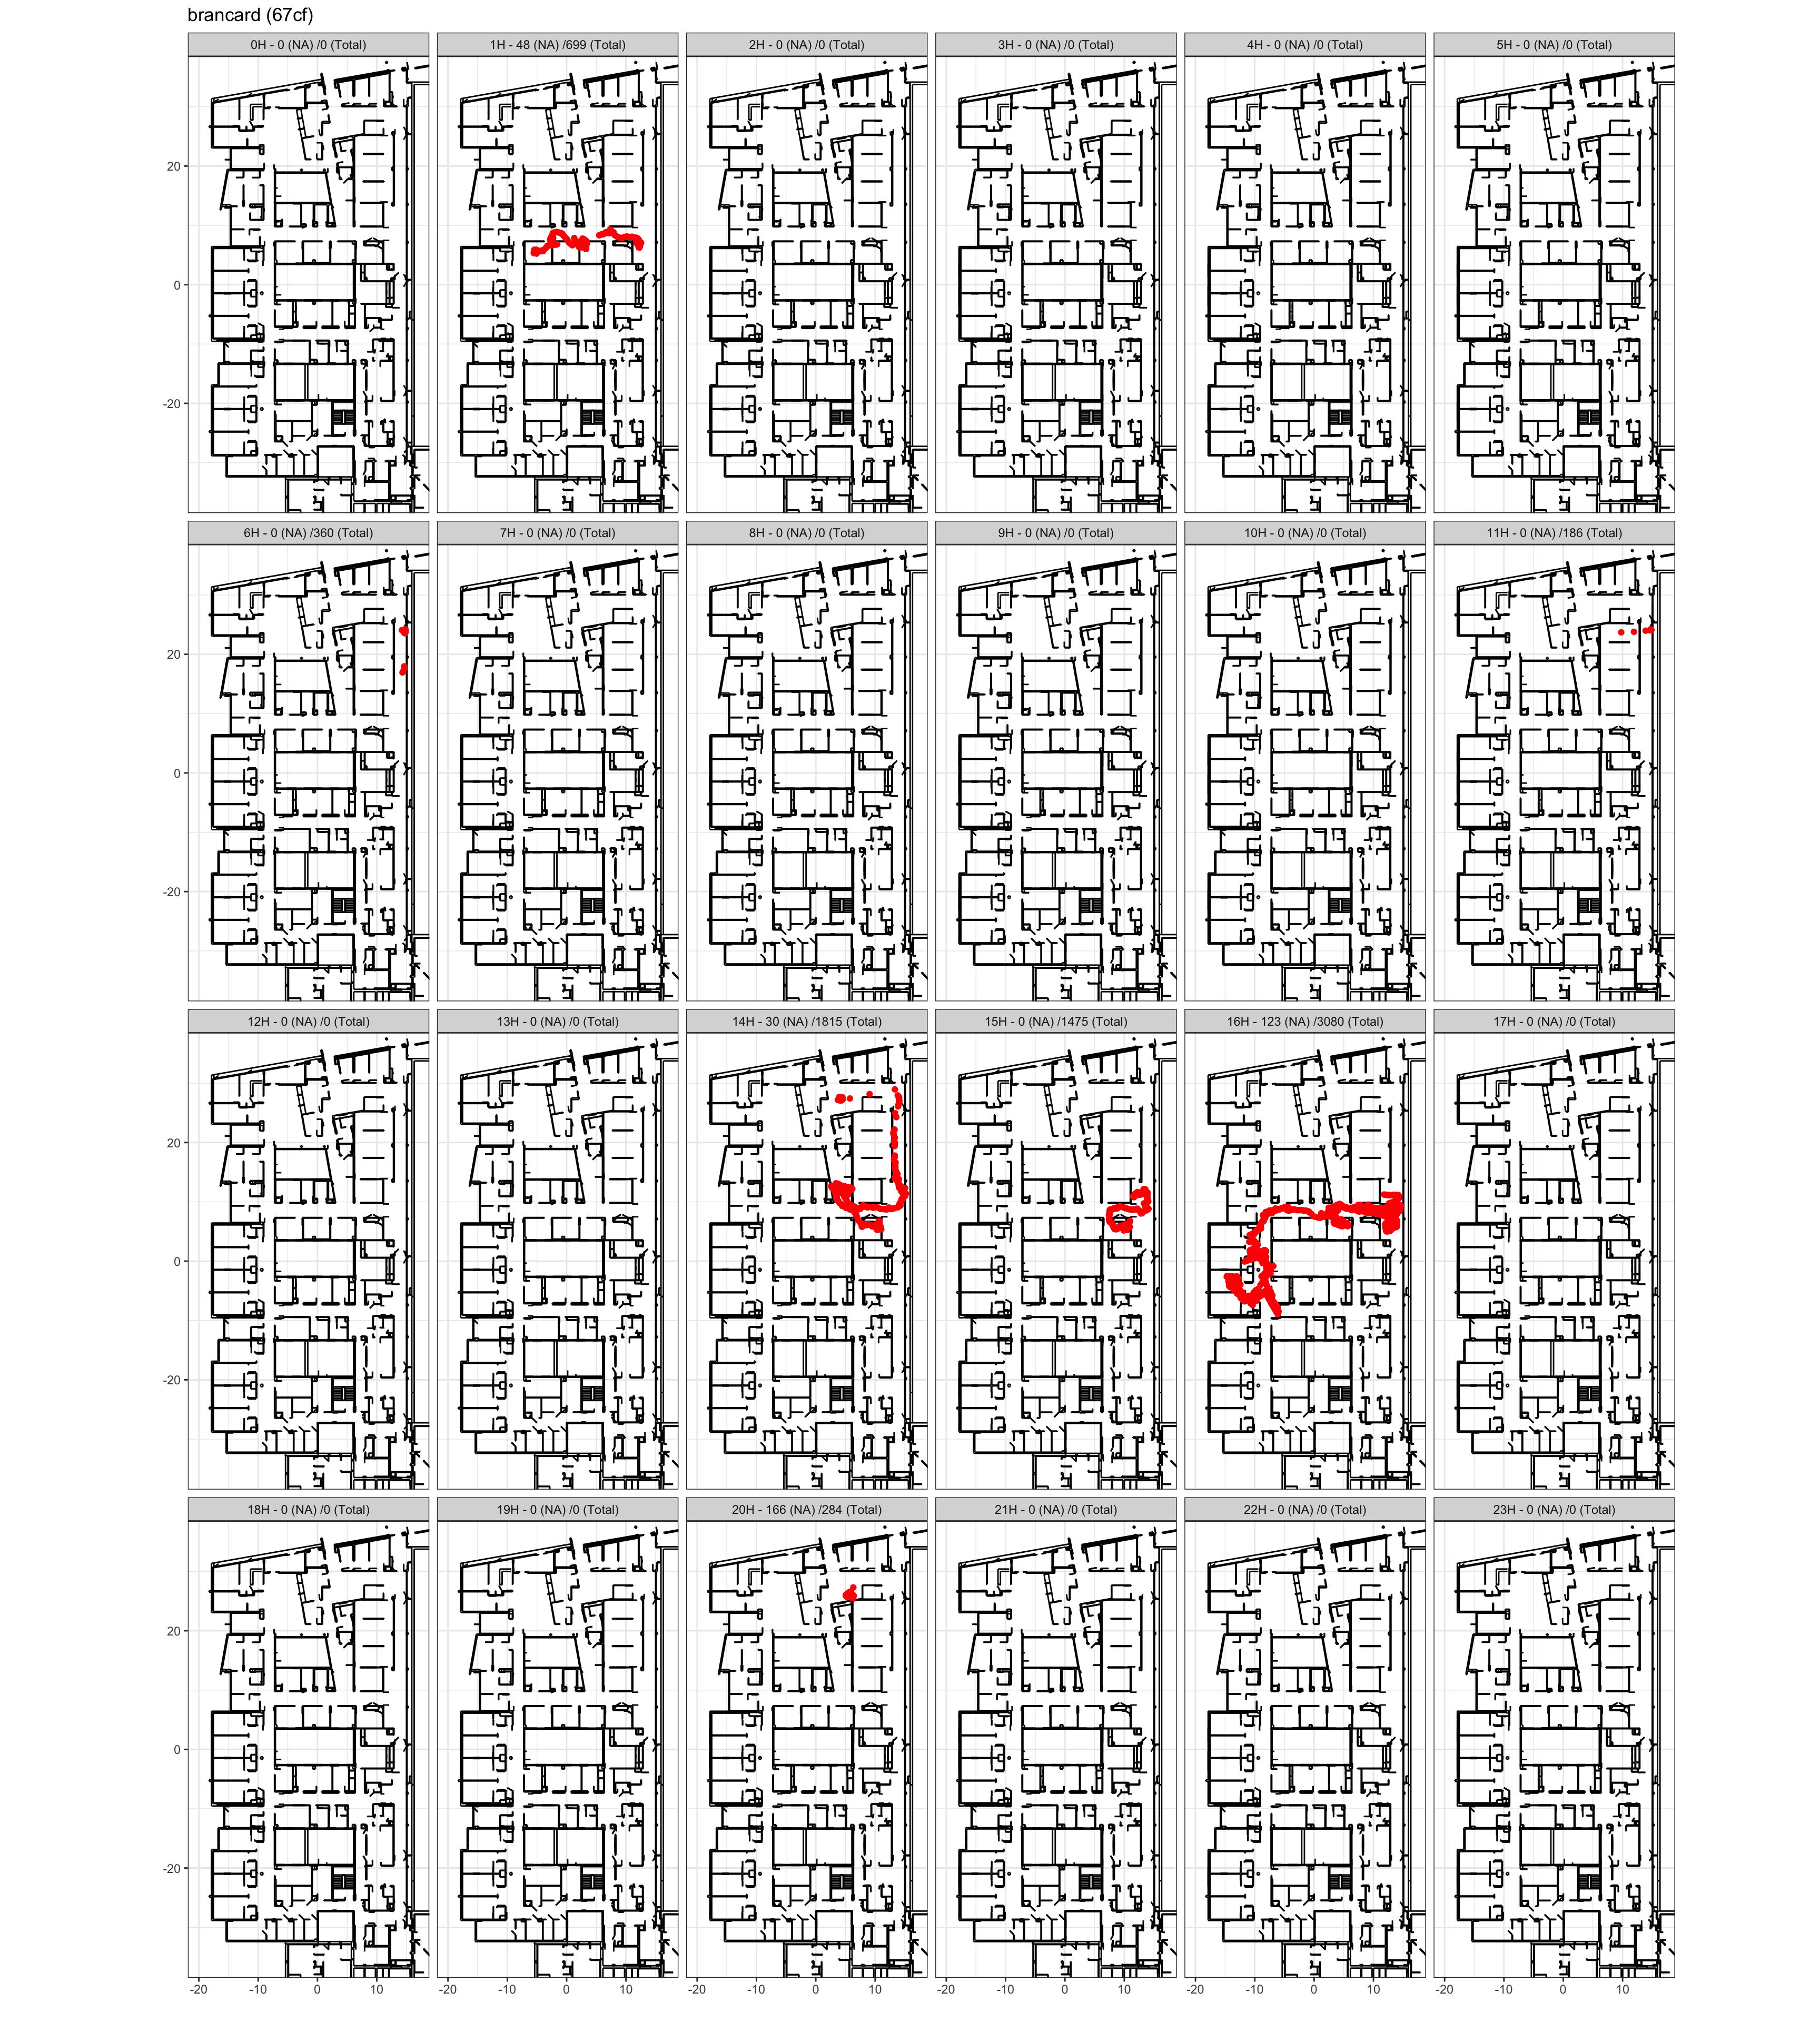 brancard (67cf)
0H - 0 (NA) /0 (Total) 1H - 48 (NA) /699 (Total) 2H - 0 (NA) /0 (Total) 3H - 0 (NA) /0 (Total) 4H - 0 (NA) /0 (Total) 5H - 0 (NA) /0 (Total)
20
0
-20
6H - 0 (NA) /360 (Total) 7H - 0 (NA) /0 (Total) 8H - 0 (NA) /0 (Total) 9H - 0 (NA) /0 (Total) 10H - 0 (NA) /0 (Total) 11H - 0 (NA) /186 (Total)
20
0
-20
12H - 0 (NA) /0 (Total) 13H - 0 (NA) /0 (Total) 14H - 30 (NA) /1815 (Total) 15H - 0 (NA) /1475 (Total) 16H - 123 (NA) /3080 (Total) 17H - 0 (NA) /0 (Total)
20
0
-20
18H - 0 (NA) /0 (Total) 19H - 0 (NA) /0 (Total) 20H - 166 (NA) /284 (Total) 21H - 0 (NA) /0 (Total) 22H - 0 (NA) /0 (Total) 23H - 0 (NA) /0 (Total)
20
0
-20
-20 -10 0 10 -20 -10 0 10 -20 -10 0 10 -20 -10 0 10 -20 -10 0 10 -20 -10 0 10